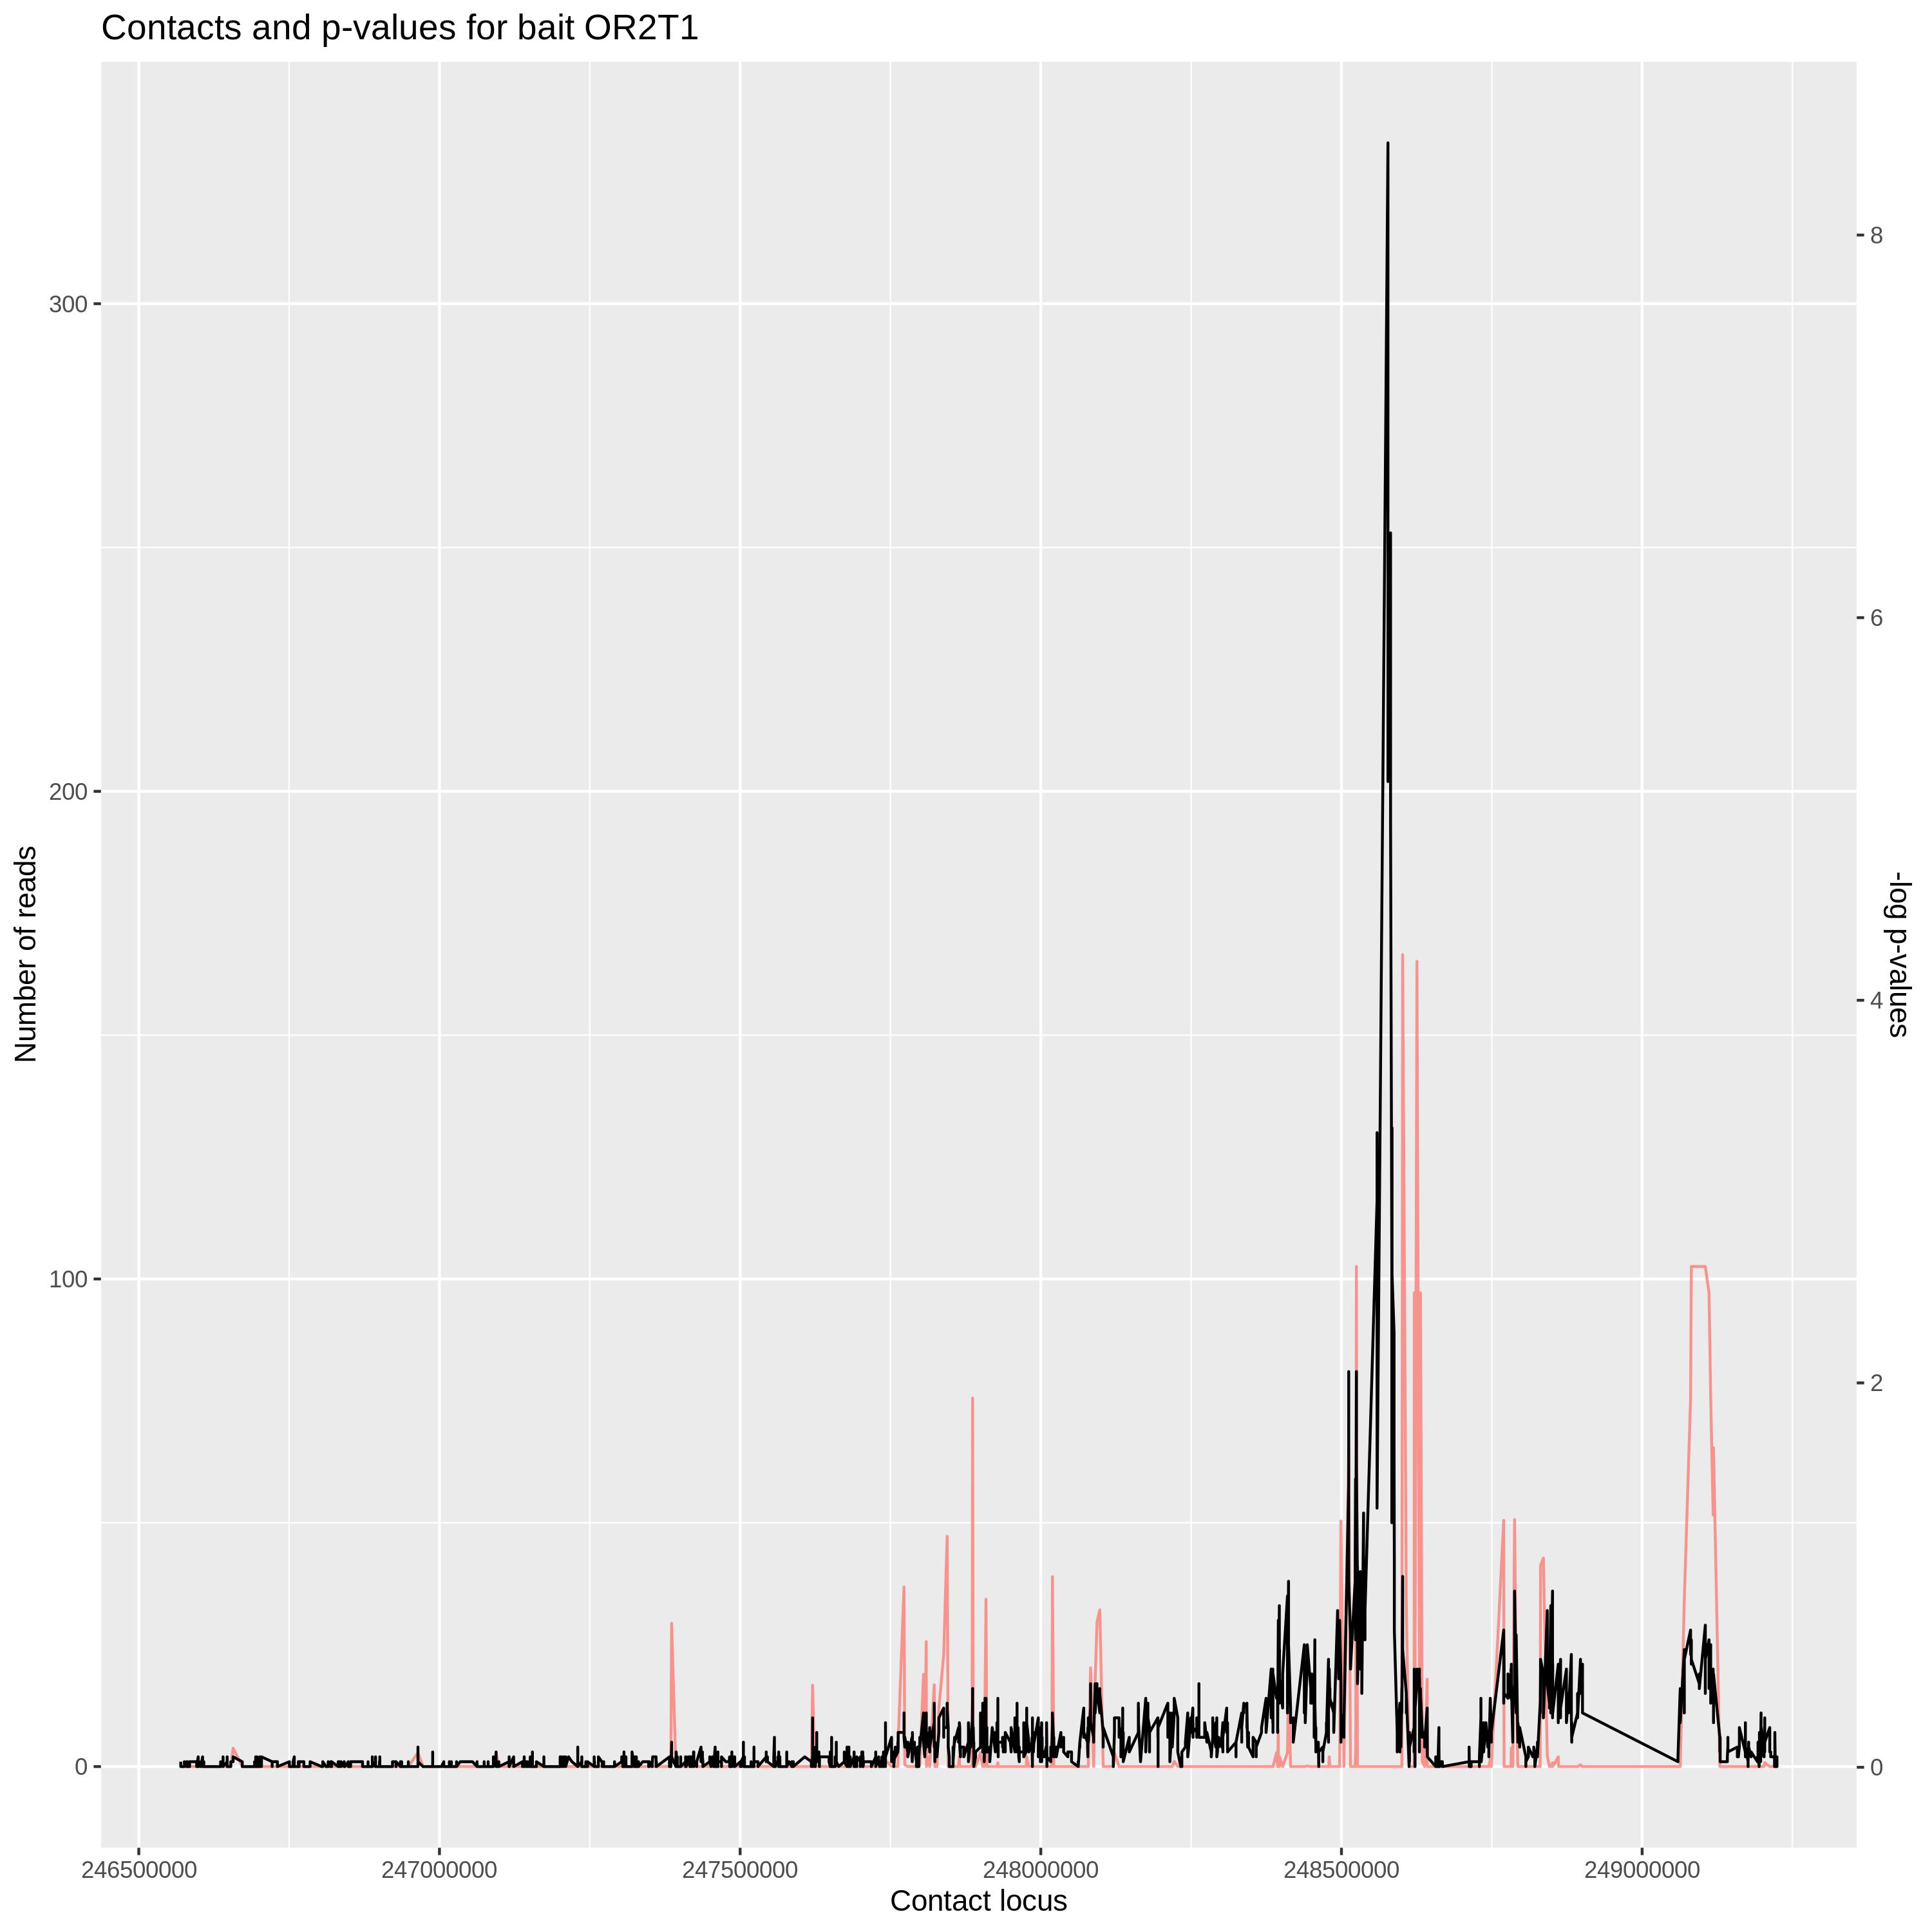 Contacts and p-values for bait OR2T1
300
200
100
0
Number of reads
8
6
4
2
0
-log p-values
246500000 247000000 247500000 248000000 248500000 249000000
Contact locus